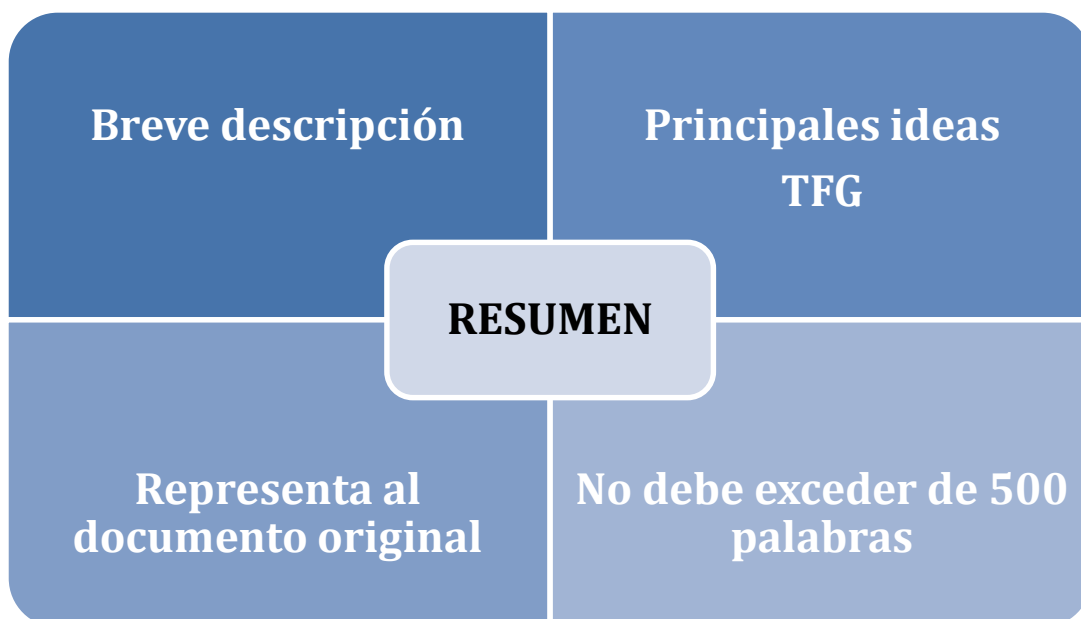 Breve descripción
Principales ideas
TFG
RESUMEN
Representa al
documento original
No debe exceder de 500
palabras